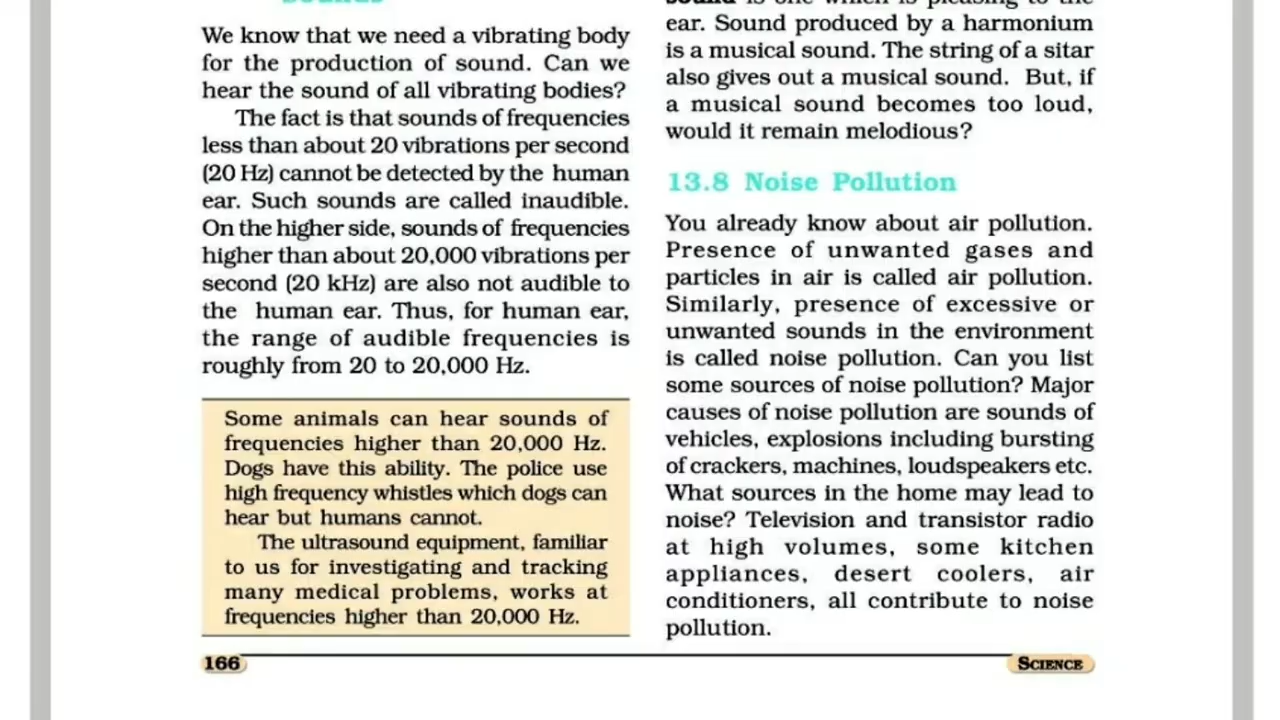 Sounds
We know that we need a vibrating body
for the production of sound. Can we
hear the sound of all vibrating bodies?
The fact is that sounds of frequencies
less than about 20 vibrations per second
(20 Hz) cannot be detected by the human
ear. Such sounds are called inaudible.
On the higher side, sounds of frequencies
higher than about 20,000 vibrations per
second (20 kHz) are also not audible to
the human ear. Thus, for human ear,
the range of audible frequencies is
roughly from 20 to 20,000 Hz.
Some animals can hear sounds of
frequencies higher than 20,000 Hz.
Dogs have this ability. The police use
high frequency whistles which dogs can
hear but humans cannot.
The ultrasound equipment, familiar
to us for investigating and tracking
many medical problems, works at
frequencies higher than 20,000 Hz.
sound is one which is pleasing to the
ear. Sound produced by a harmonium
is a musical sound. The string of a sitar
also gives out a musical sound. But, if
a musical sound becomes too loud,
would it remain melodious?
13.8 Noise Pollution
You already know about air pollution.
Presence of unwanted gases and
particles in air is called air pollution.
Similarly, presence of excessive or
unwanted sounds in the environment
is called noise pollution. Can you list
some sources of noise pollution? Major
causes of noise pollution are sounds of
vehicles, explosions including bursting
of crackers, machines, loudspeakers etc.
What sources in the home may lead to
noise? Television and transistor radio
at high volumes, some kitchen
appliances, desert coolers, air
conditioners, all contribute to noise
pollution.
166
SCIENCE